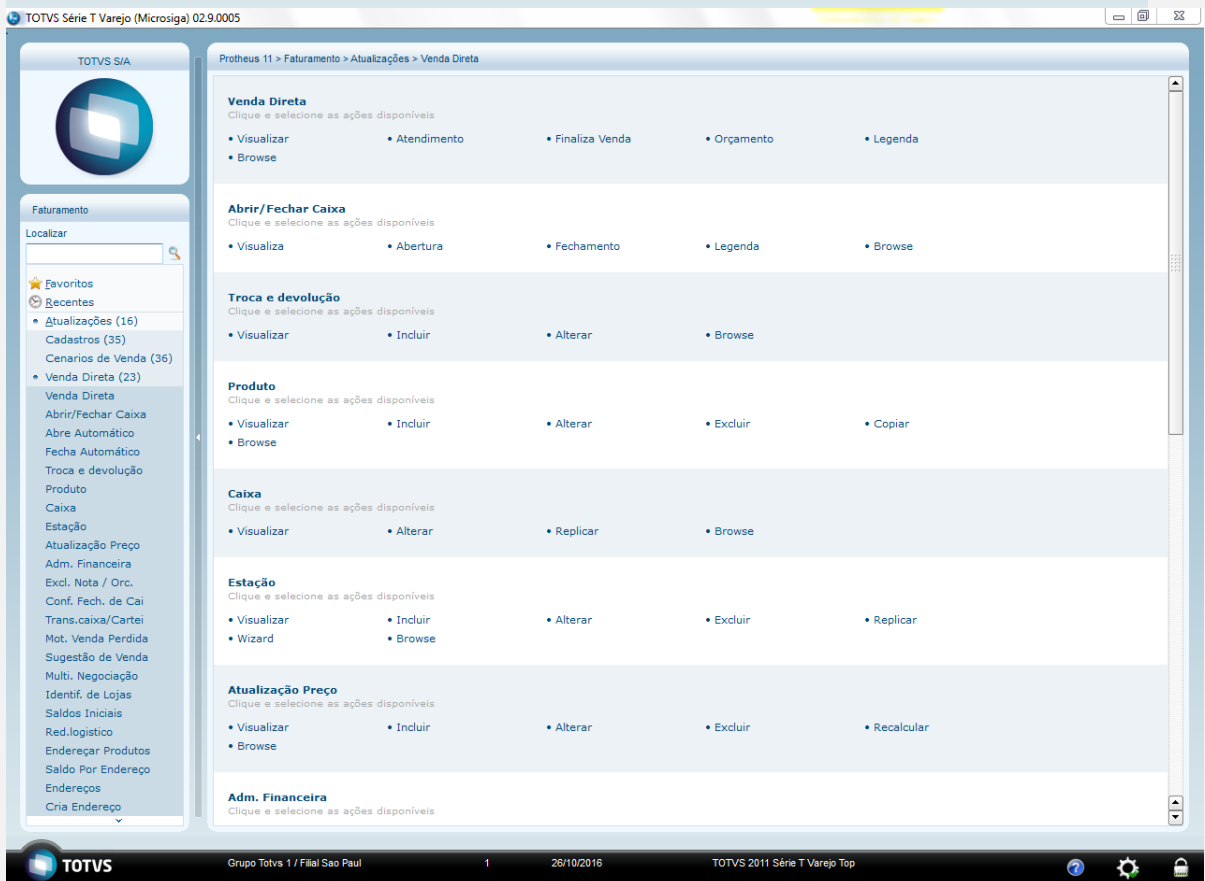 TOTVS Série T Varejo (Microsiga) 02.9.0005
TOTVS S/A
Faturamento
Localizar
Favoritos
Recentes
Atualizações (16)
Cadastros (35)
Cenarios de Venda (36)
Venda Direta (23)
Venda Direta
Abrir/Fechar Caixa
Abre Automático
Fecha Automático
Troca e devolução
Produto
Caixa
Estação
Atualização Preço
Adm. Financeira
Excl. Nota / Orc.
Conf. Fech. de Cai
Trans.caixa/Cartei
Mot. Venda Perdida
Sugestão de Venda
Multi. Negociação
Identif. de Lojas
Saldos Iniciais
Red.logistico
Endereçar Produtos
Saldo Por Endereço
Endereços
Cria Endereço
Protheus 11 > Faturamento > Atualizações > Venda Direta
Venda Direta
Clique e selecione as ações disponíveis
• Visualizar • Atendimento • Finaliza Venda • Orçamento • Legenda
• Browse
Abrir/Fechar Caixa
Clique e selecione as ações disponíveis
• Visualiza • Abertura • Fechamento • Legenda • Browse
Troca e devolução
Clique e selecione as ações disponíveis
• Visualizar • Incluir • Alterar • Browse
Produto
Clique e selecione as ações disponíveis
• Visualizar • Incluir • Alterar • Excluir • Copiar
• Browse
Caixa
Clique e selecione as ações disponíveis
• Visualizar • Alterar • Replicar • Browse
Estação
Clique e selecione as ações disponíveis
• Visualizar • Incluir • Alterar • Excluir • Replicar
• Wizard • Browse
Atualização Preço
Clique e selecione as ações disponíveis
• Visualizar • Incluir • Alterar • Excluir • Recalcular
• Browse
Adm. Financeira
Clique e selecione as ações disponíveis
TOTVS
Grupo Totvs 1 / Filial Sao Paul 1 26/10/2016 TOTVS 2011 Série T Varejo Top